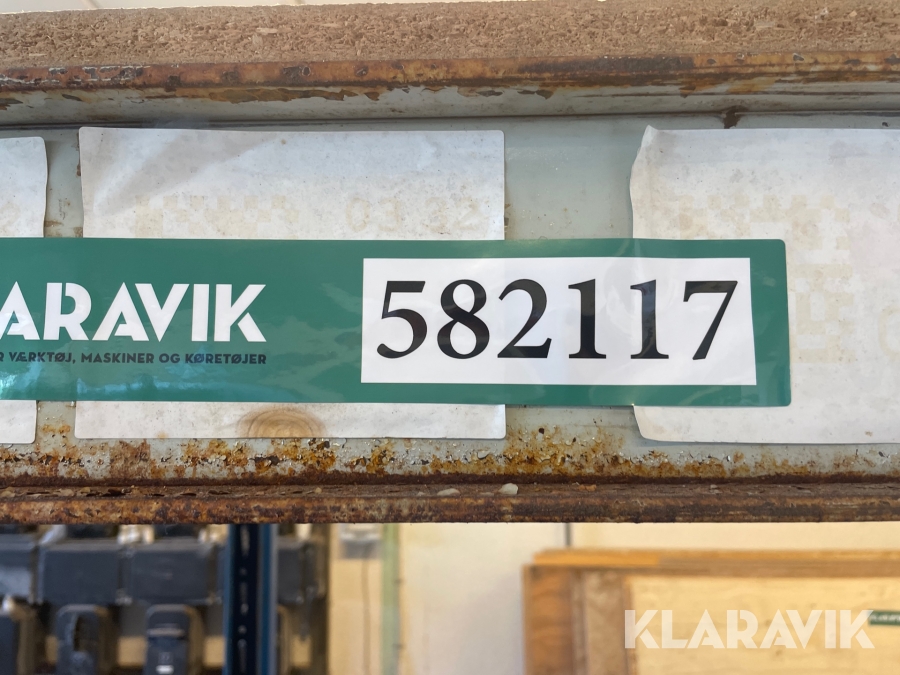 ARAVIK
R VÆRKTØJ, MASKINER OG KØRETØJER
582117
KLARAVIK